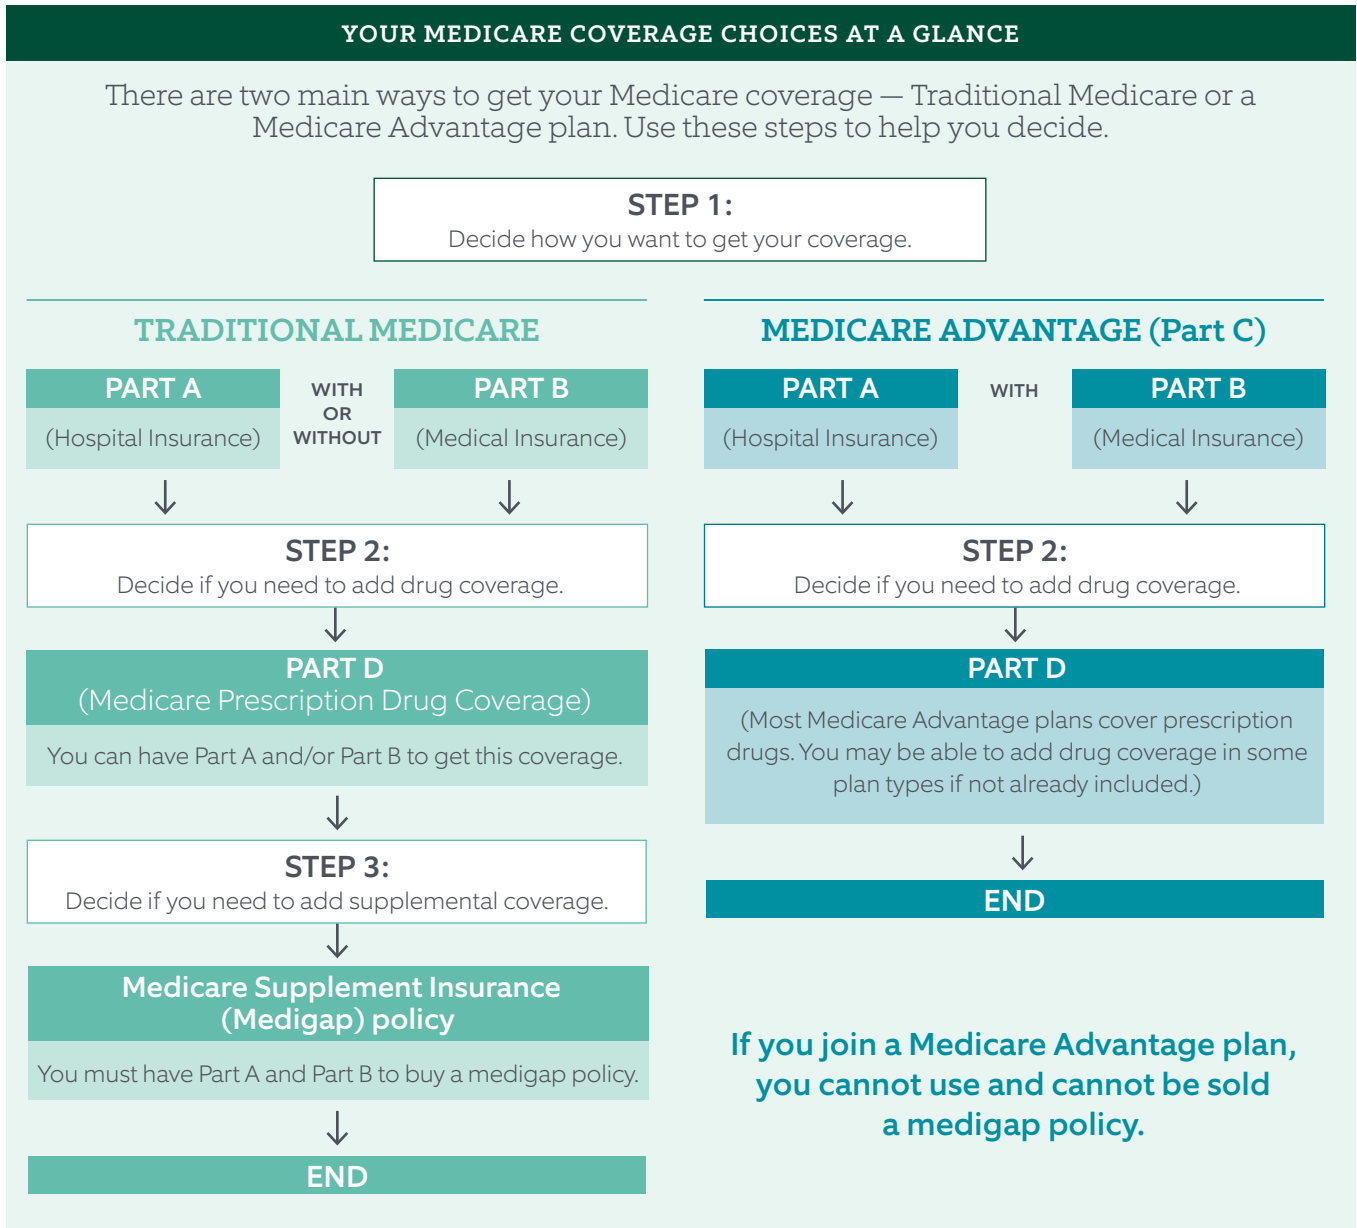 YOUR MEDICARE COVERAGE CHOICES AT A GLANCE
There are two main ways to get your Medicare coverage — Traditional Medicare or a
Medicare Advantage plan. Use these steps to help you decide.
STEP 1:
Decide how you want to get your coverage.
TRADITIONAL MEDICARE
PART A
(Hospital Insurance)
WITH
OR
WITHOUT
PART B
(Medical Insurance)
STEP 2:
Decide if you need to add drug coverage.
PART D
(Medicare Prescription Drug Coverage)
You can have Part A and/or Part B to get this coverage.
STEP 3:
Decide if you need to add supplemental coverage.
Medicare Supplement Insurance
(Medigap) policy
You must have Part A and Part B to buy a medigap policy.
END
MEDICARE ADVANTAGE (Part C)
PART A
(Hospital Insurance)
WITH
PART B
(Medical Insurance)
STEP 2:
Decide if you need to add drug coverage.
PART D
(Most Medicare Advantage plans cover prescription
drugs. You may be able to add drug coverage in some
plan types if not already included.)
END
If you join a Medicare Advantage plan,
you cannot use and cannot be sold
a medigap policy.